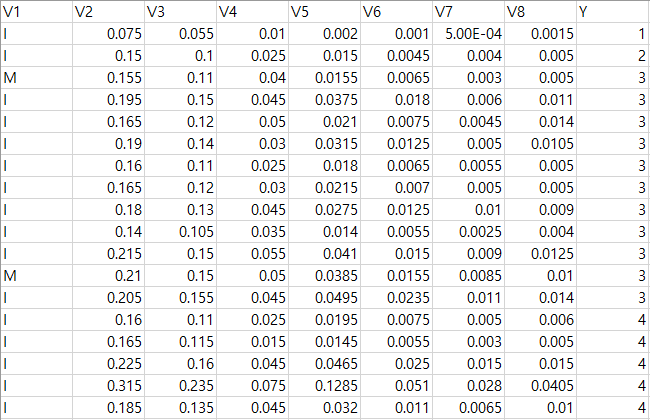 V1 V2 V3 V4 V5 V6 V7 V8 Y
I 0.075 0.055 0.01 0.002 0.001 5.00E-04 0.0015 1
I 0.15 0.1 0.025 0.015 0.0045 0.004 0.005 2
M 0.155 0.11 0.04 0.0155 0.0065 0.003 0.005 3
I 0.195 0.15 0.045 0.0375 0.018 0.006 0.011 3
I 0.165 0.12 0.05 0.021 0.0075 0.0045 0.014 3
I 0.19 0.14 0.03 0.0315 0.0125 0.005 0.0105 3
I 0.16 0.11 0.025 0.018 0.0065 0.0055 0.005 3
I 0.165 0.12 0.03 0.0215 0.007 0.005 0.005 3
I 0.18 0.13 0.045 0.0275 0.0125 0.01 0.009 3
I 0.14 0.105 0.035 0.014 0.0055 0.0025 0.004 3
I 0.215 0.15 0.055 0.041 0.015 0.009 0.0125 3
M 0.21 0.15 0.05 0.0385 0.0155 0.0085 0.01 3
I 0.205 0.155 0.045 0.0495 0.0235 0.011 0.014 3
I 0.16 0.11 0.025 0.0195 0.0075 0.005 0.006 4
I 0.165 0.115 0.015 0.0145 0.0055 0.003 0.005 4
I 0.225 0.16 0.045 0.0465 0.025 0.015 0.015 4
I 0.315 0.235 0.075 0.1285 0.051 0.028 0.0405 4
I 0.185 0.135 0.045 0.032 0.011 0.0065 0.01 4